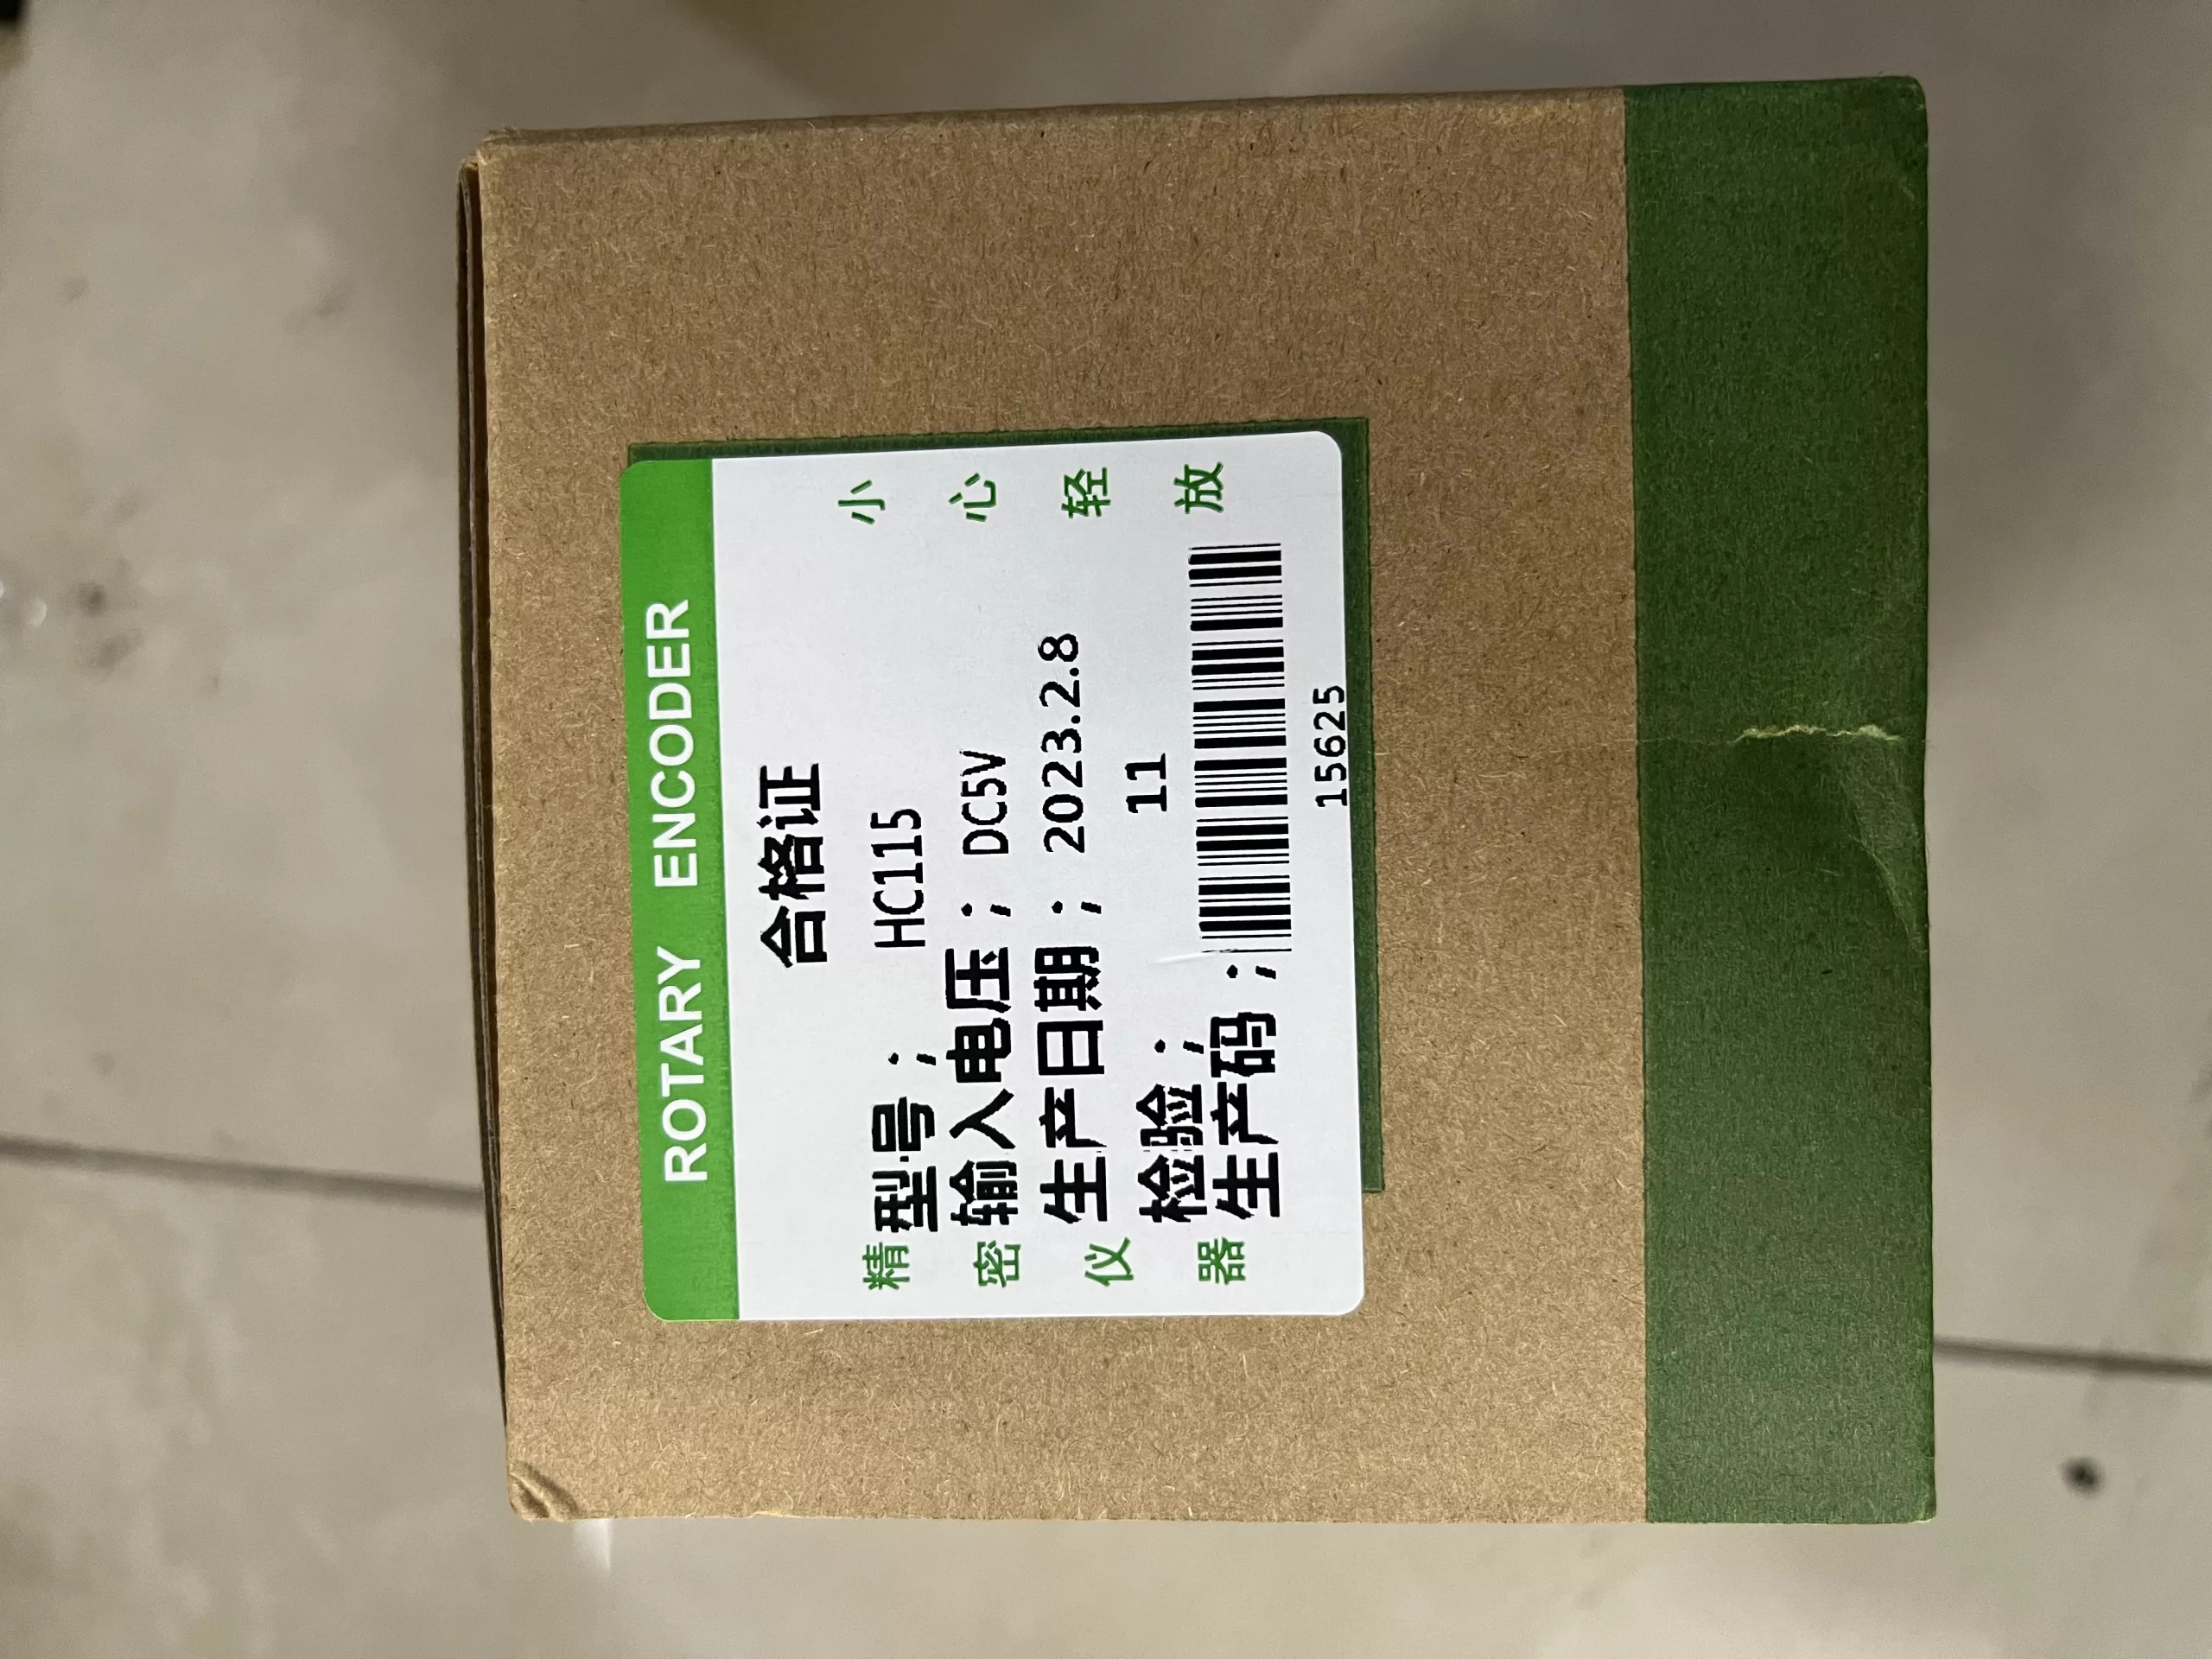 ROTARY ENCODER
合格证
型号； HC115
输入电压； DC5V
生产日期； 2023.2.8
检验； 11
生产码；
15625
精密仪器
小心轻放